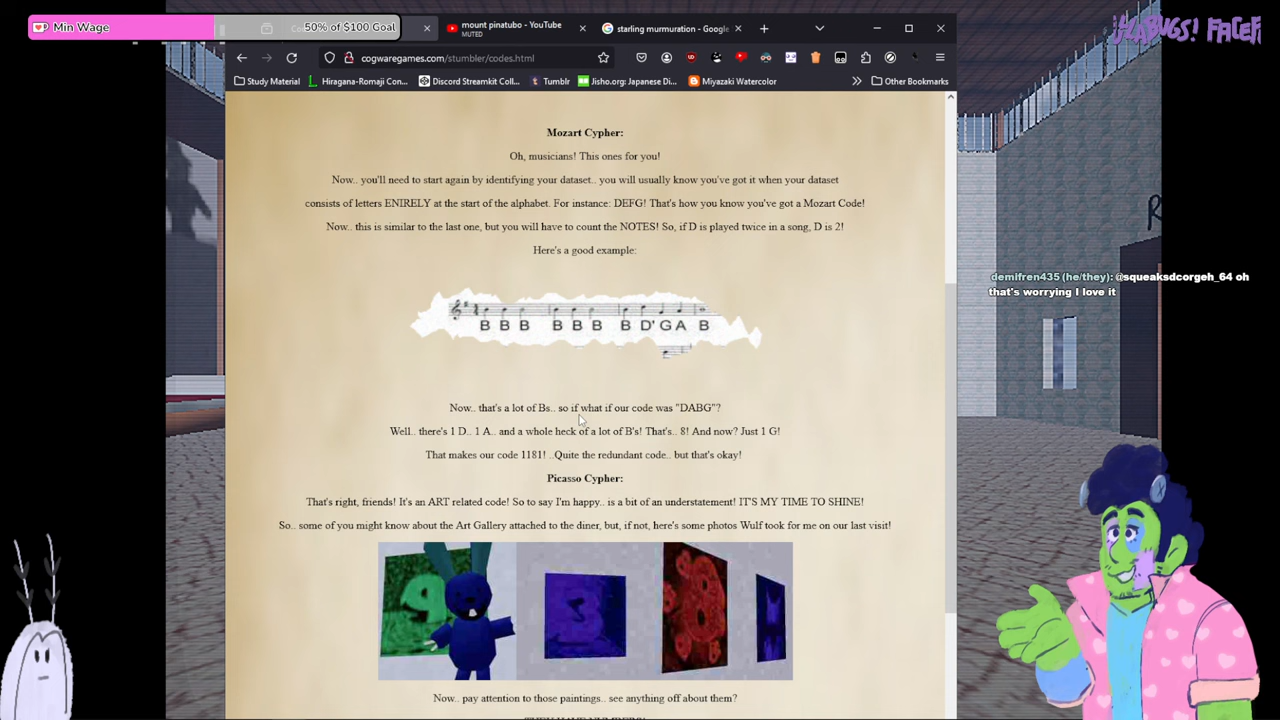 Min Wage
50% of $100 Goal
mount pinatubo - YouTube
MUTED
starling murmuration - Google
cogwaregames.com/stumbler/codes.html
Study Material
Hiragana-Romaji Conv...
Discord Streamkit Coll...
Tumblr
Jisho.org: Japanese Di...
Miyazaki Watercolor
Other Bookmarks
Mozart Cypher:
Oh, musicians! This ones for you!
Now.. you'll need to start again by identifying your dataset.. you will usually know you've got it when your dataset
consists of letters ENIRELY at the start of the alphabet. For instance: DEFG! That's how you know you've got a Mozart Code!
Now.. this is similar to the last one, but you will have to count the NOTES! So, if D is played twice in a song, D is 2!
Here's a good example:
B B B B B B B D' G A B
Now.. that's a lot of Bs.. so if what if our code was "DABG"?
Well.. there's 1 D.. 1 A.. and a whole heck of a lot of B's! That's.. 8! And now? Just 1 G!
That makes our code 1181! ..Quite the redundant code.. but that's okay!
Picasso Cypher:
That's right, friends! It's an ART related code! So to say I'm happy.. is a bit of an understatement! IT'S MY TIME TO SHINE!
So.. some of you might know about the Art Gallery attached to the diner, but, if not, here's some photos Wulf took for me on our last visit!
9 3 8
Now.. pay attention to those paintings.. see anything off about them?
demifren435 (he/they): @squeaksdcorgeh_64 oh
that's worrying I love it